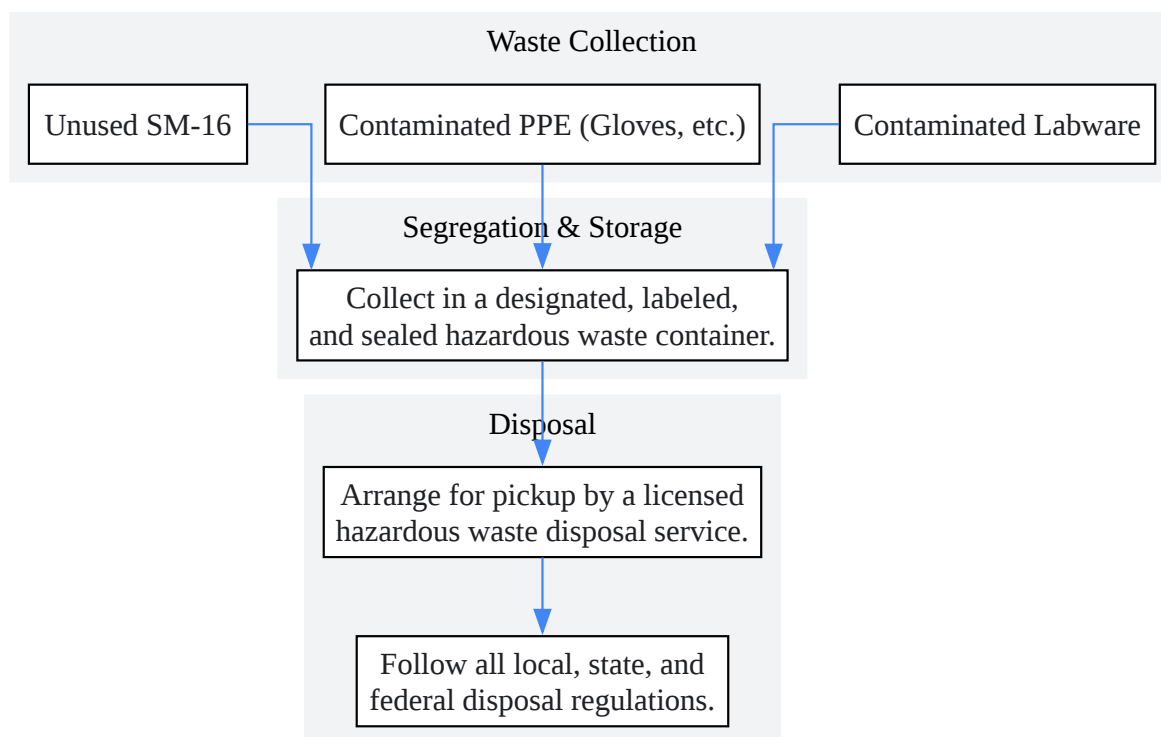 Waste Collection
Unused SM-16
Contaminated PPE (Gloves, etc.)
Contaminated Labware
Segregation & Storage
Collect in a designated, labeled,
and sealed hazardous waste container.
Disposal
Arrange for pickup by a licensed
hazardous waste disposal service.
Follow all local, state, and
federal disposal regulations.